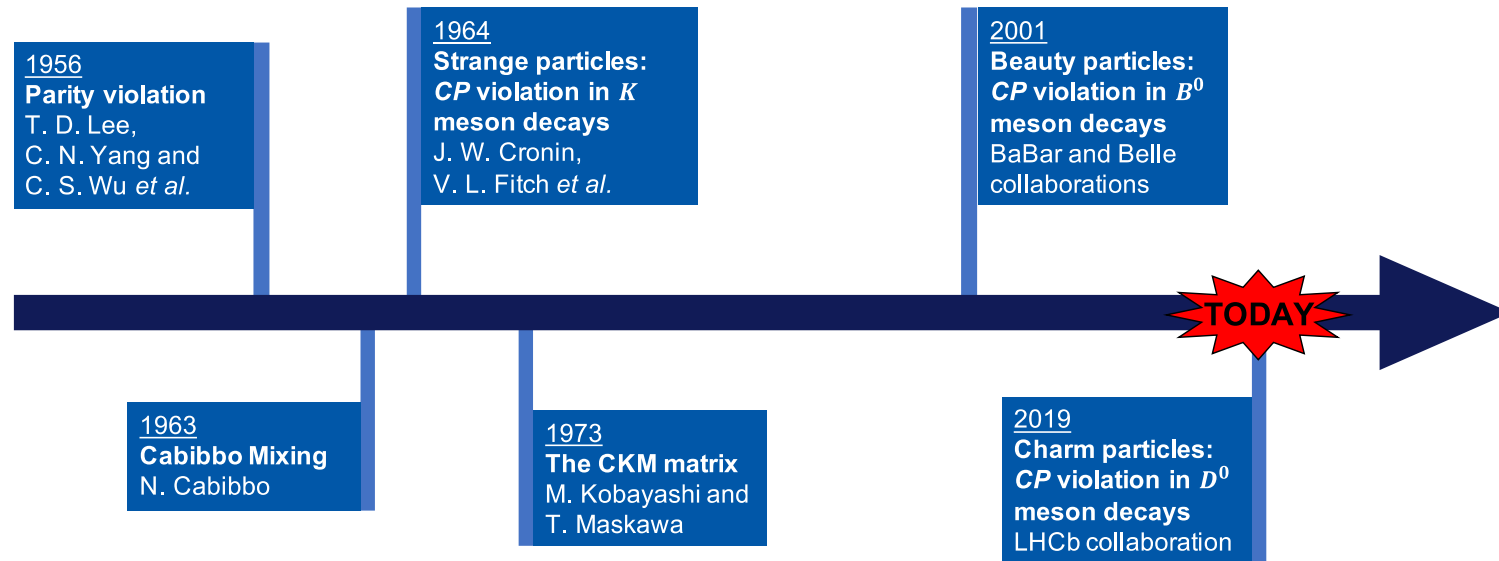 1956
Parity violation
T. D. Lee,
C. N. Yang and
C. S. Wu et al.
1964
Strange particles:
CP violation in K
meson decays
J. W. Cronin,
V. L. Fitch et al.
2001
Beauty particles:
CP violation in B⁰
meson decays
BaBar and Belle
collaborations
TODAY
1963
Cabibbo Mixing
N. Cabibbo
1973
The CKM matrix
M. Kobayashi and
T. Maskawa
2019
Charm particles:
CP violation in D⁰
meson decays
LHCb collaboration